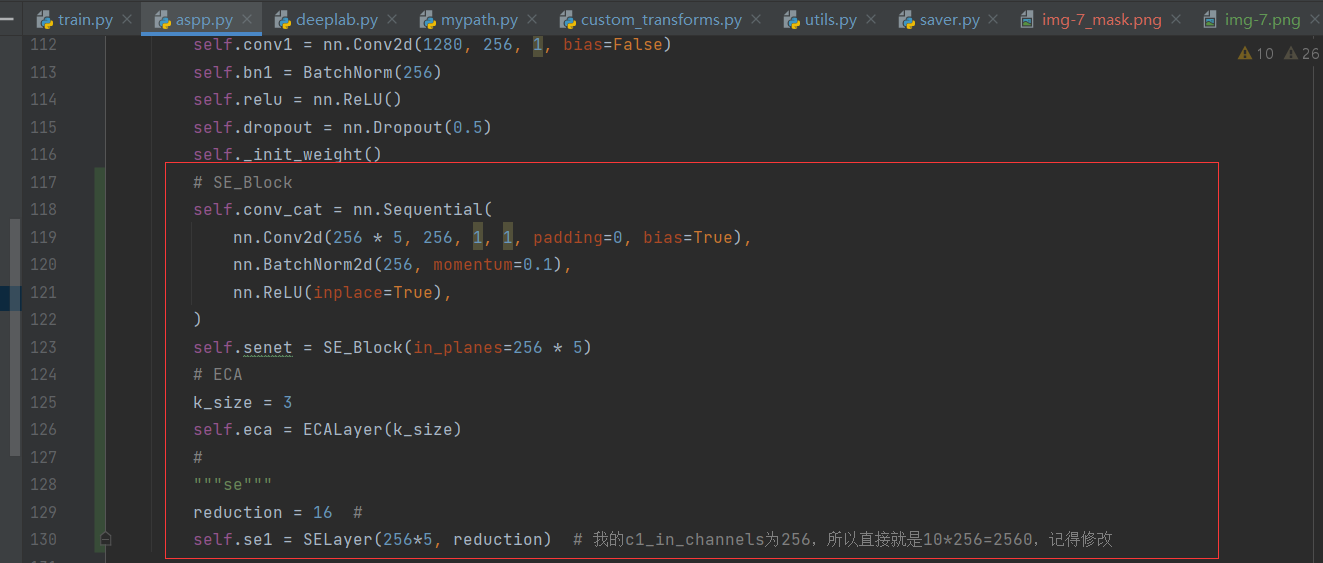 train.py aspp.py deeplab.py mypath.py custom_transforms.py utils.py saver.py img-7_mask.png img-7.png
112 self.conv1 = nn.Conv2d(1280, 256, 1, bias=False) 10 26
113 self.bn1 = BatchNorm(256)
114 self.relu = nn.ReLU()
115 self.dropout = nn.Dropout(0.5)
116 self._init_weight()
117 # SE_Block
118 self.conv_cat = nn.Sequential(
119 nn.Conv2d(256 * 5, 256, 1, 1, padding=0, bias=True),
120 nn.BatchNorm2d(256, momentum=0.1),
121 nn.ReLU(inplace=True),
122 )
123 self.senet = SE_Block(in_planes=256 * 5)
124 # ECA
125 k_size = 3
126 self.eca = ECALayer(k_size)
127 #
128 """se"""
129 reduction = 16 #
130 self.se1 = SELayer(256*5, reduction) # 我的c1_in_channels为256，所以直接就是10*256=2560，记得修改